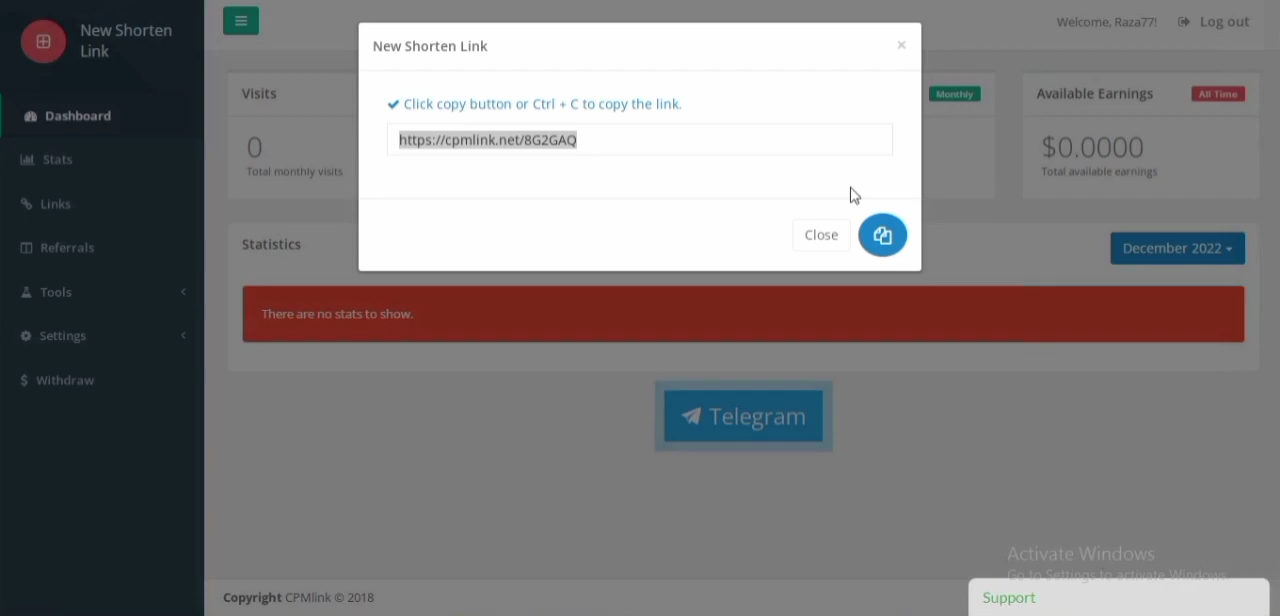 New Shorten
Link
Dashboard
Stats
Links
Referrals
Tools
Settings
$ Withdraw
Welcome, Raza77!
Log out
Visits
0
Total monthly visits
Monthly
Available Earnings
All Time
$0.0000
Total available earnings
New Shorten Link
×
Click copy button or Ctrl + C to copy the link.
https://cpmlink.net/8G2GAQ
Close
Statistics
December 2022
There are no stats to show.
Telegram
Activate Windows
Go to Settings to activate Windows.
Copyright CPMlink © 2018
Support